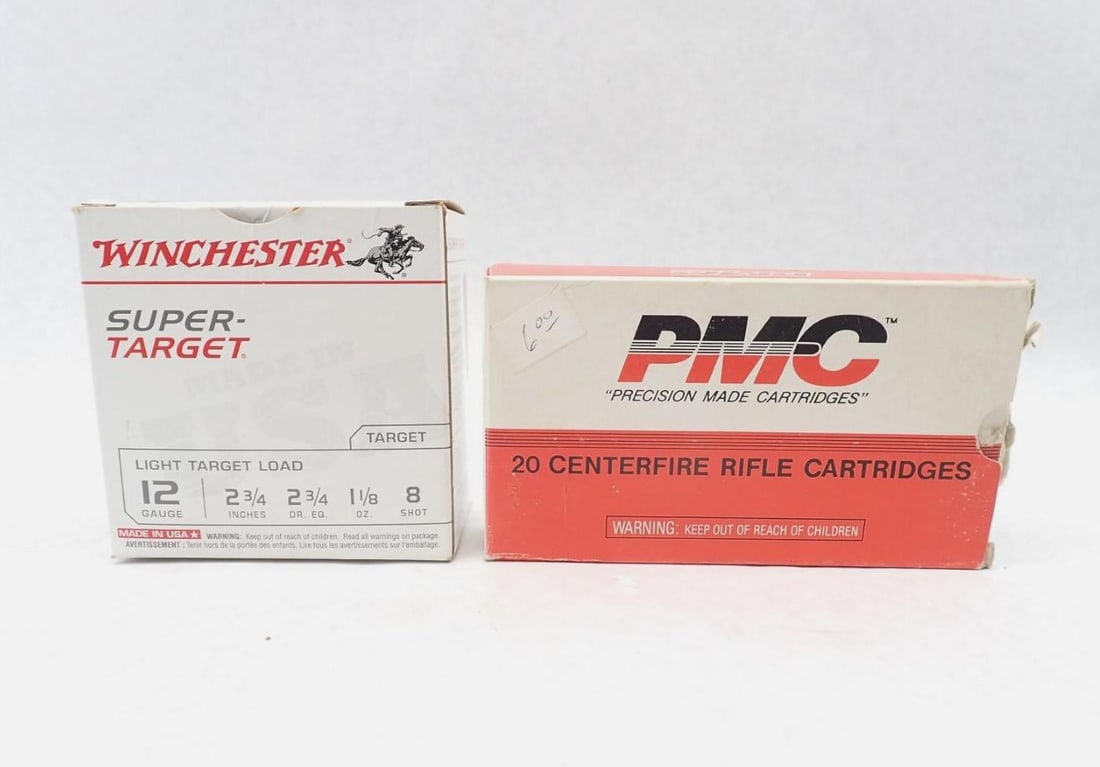 WINCHESTER®
SUPER-
TARGET®
TARGET
LIGHT TARGET LOAD
12 2 3/4 2 3/4 1 1/8 8
GAUGE INCHES DR. EQ. OZ. SHOT
MADE IN USA★ WARNING: Keep out of reach of children. Read all warnings on package.
AVERTISSEMENT : Tenir hors de la portée des enfants. Lire tous les avertissements sur l'emballage.
6.00
PMC™
"PRECISION MADE CARTRIDGES"
20 CENTERFIRE RIFLE CARTRIDGES
WARNING: KEEP OUT OF REACH OF CHILDREN